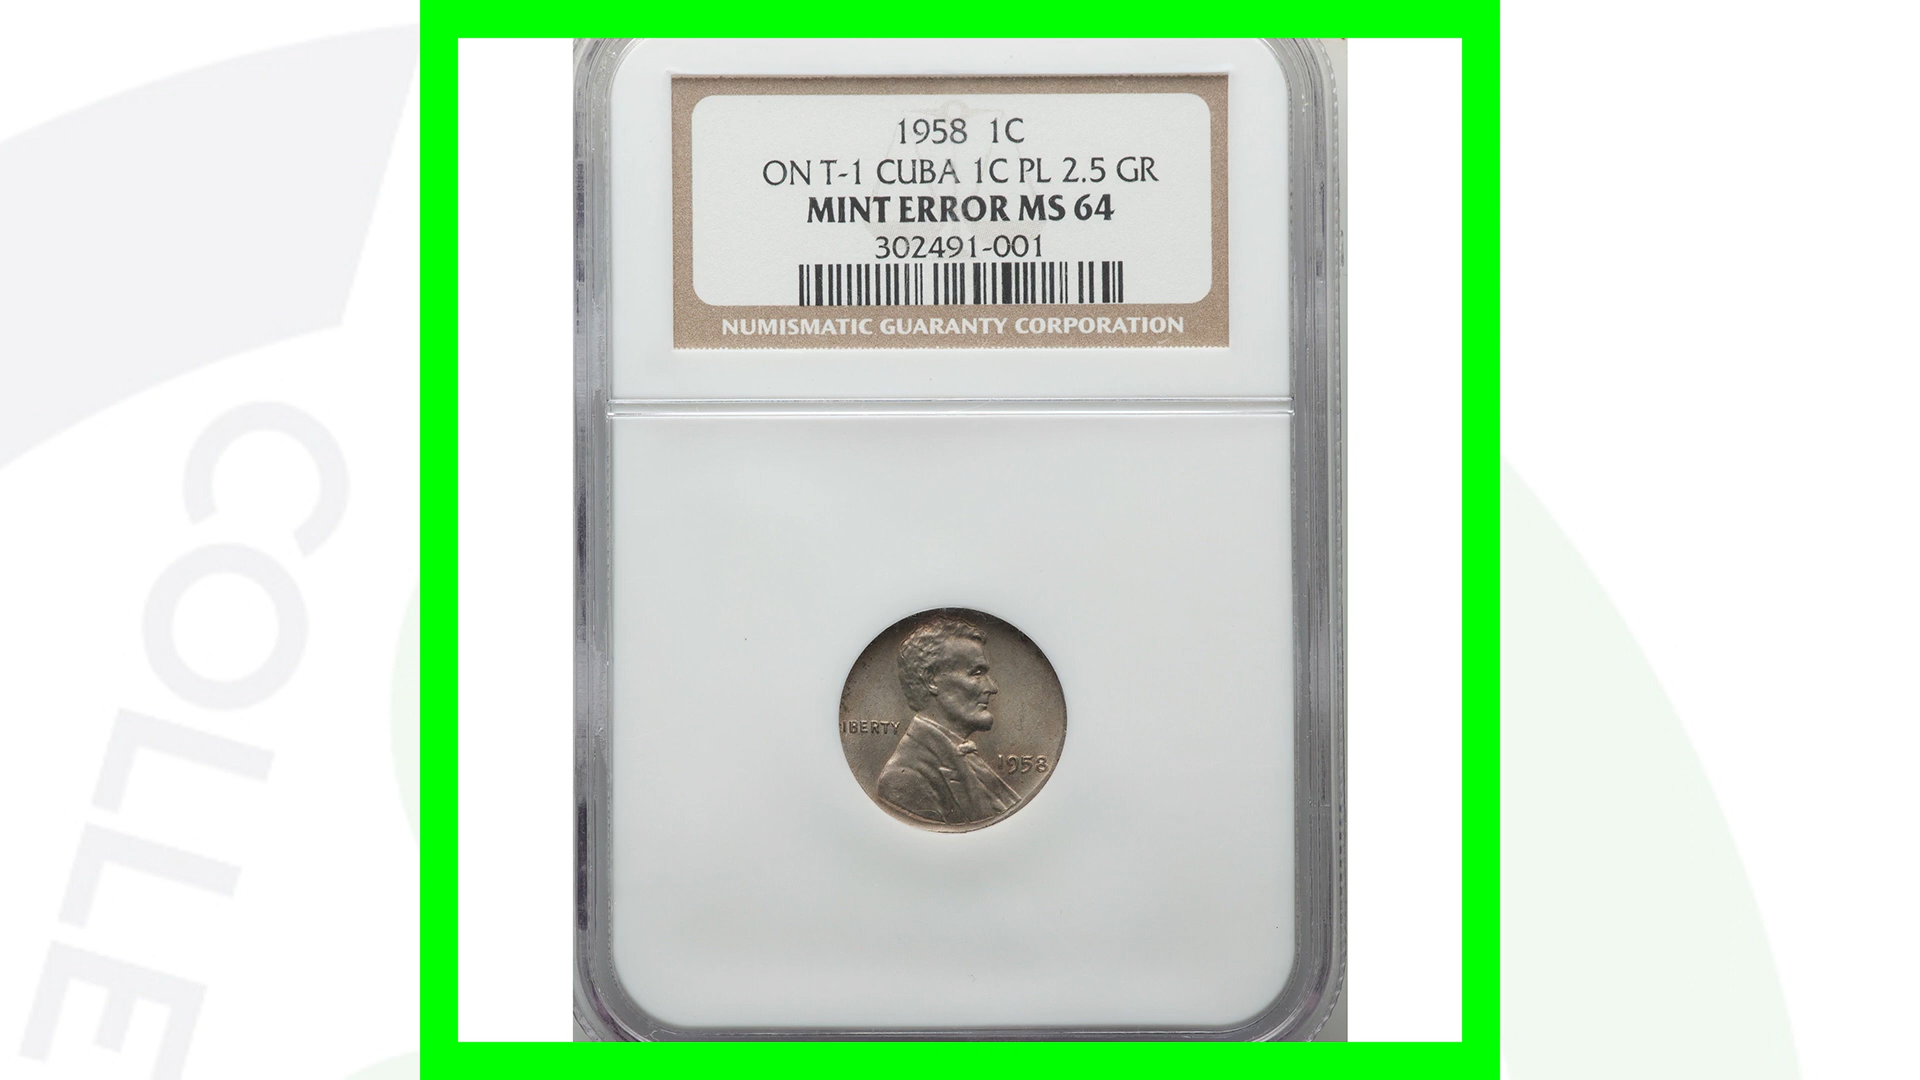 1958 1C
ON T-1 CUBA 1C PL 2.5 GR
MINT ERROR MS 64
302491-001
NUMISMATIC GUARANTY CORPORATION
IBERTY
1958
COLLE